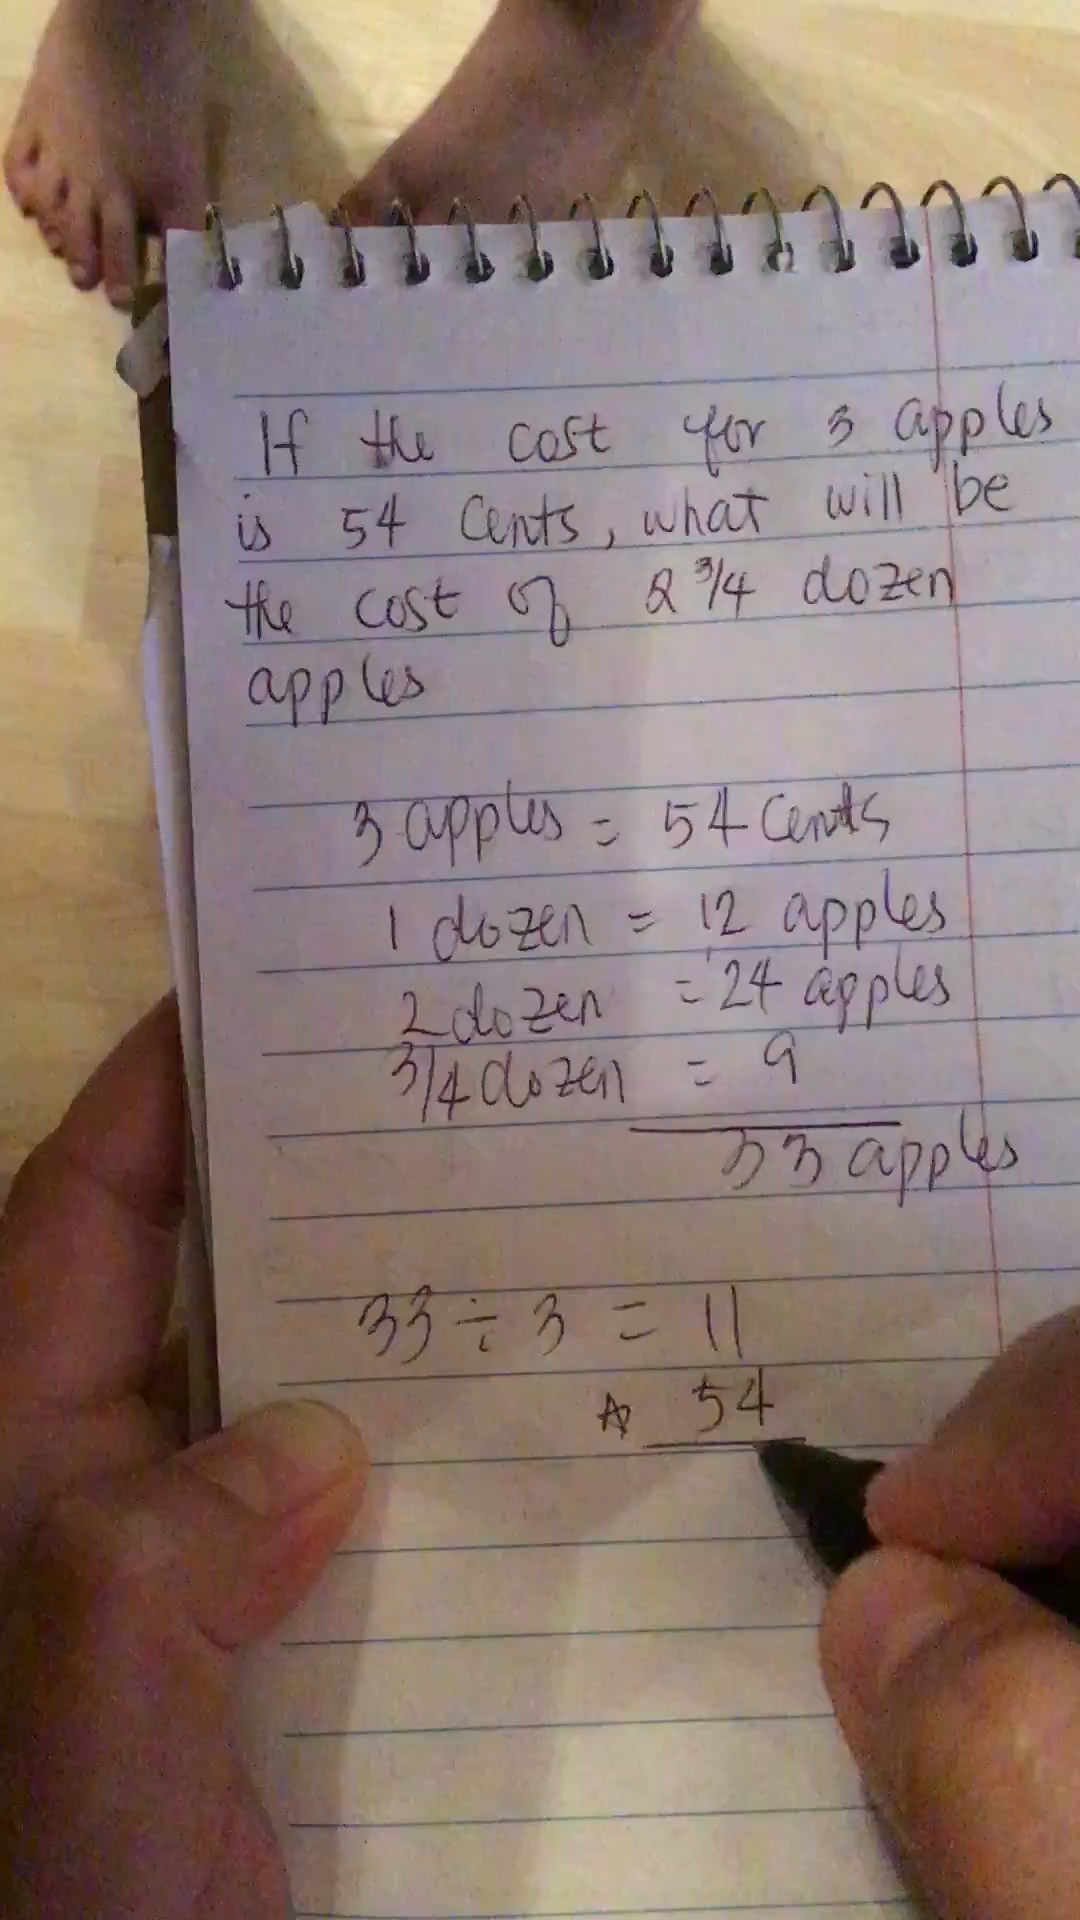 If the cost for 3 apples
is 54 Cents, what will be
the cost of 2 3/4 dozen
apples
3 apples = 54 Cents
1 dozen = 12 apples
2 dozen = 24 apples
3/4 dozen = 9
33 apples
33 ÷ 3 = 11
54